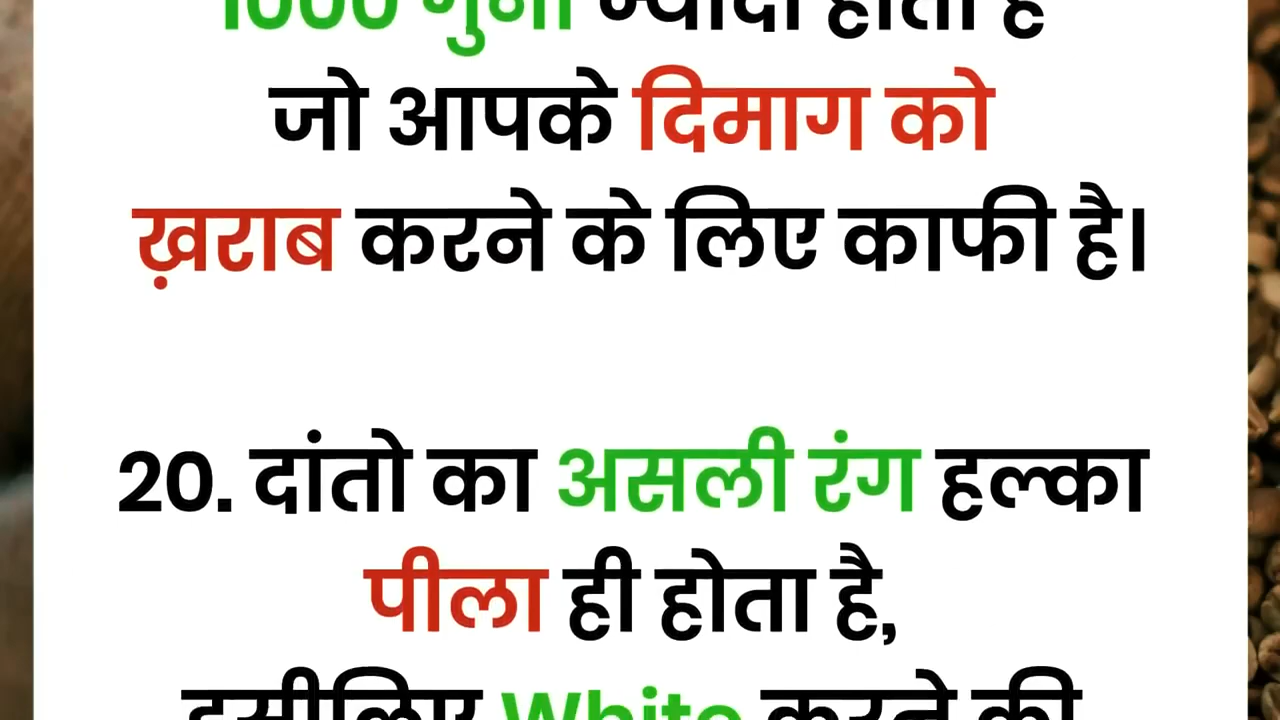 1000 गुना ज्यादा होता है
जो आपके दिमाग को
ख़राब करने के लिए काफी है।
20. दांतो का असली रंग हल्का
पीला ही होता है,
इसीलिए White करने की